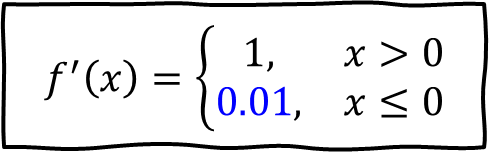 f'(x) = { 1, x > 0
0.01, x ≤ 0